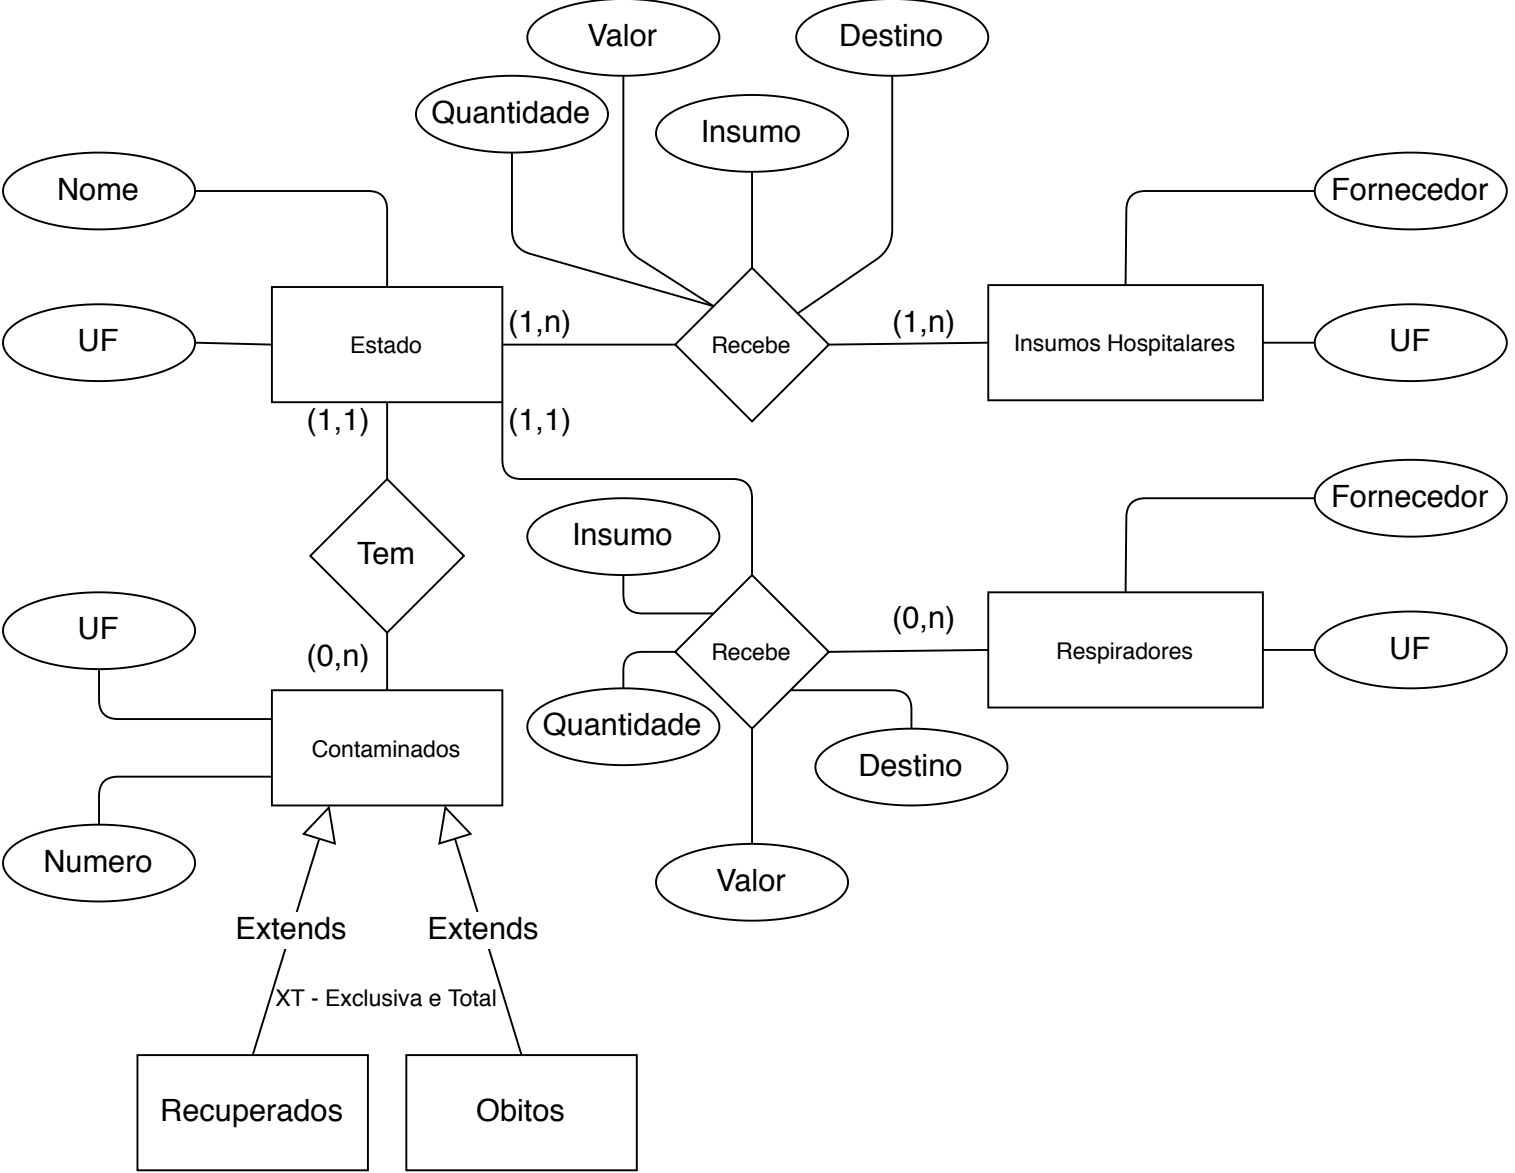 Valor
Destino
Quantidade
Insumo
Nome
Fornecedor
UF
Estado
(1,n)
Recebe
(1,n)
Insumos Hospitalares
UF
(1,1)
(1,1)
Fornecedor
Insumo
Tem
(0,n)
UF
(0,n)
Recebe
Respiradores
UF
Quantidade
Contaminados
Destino
Numero
Valor
Extends
Extends
XT - Exclusiva e Total
Recuperados
Obitos